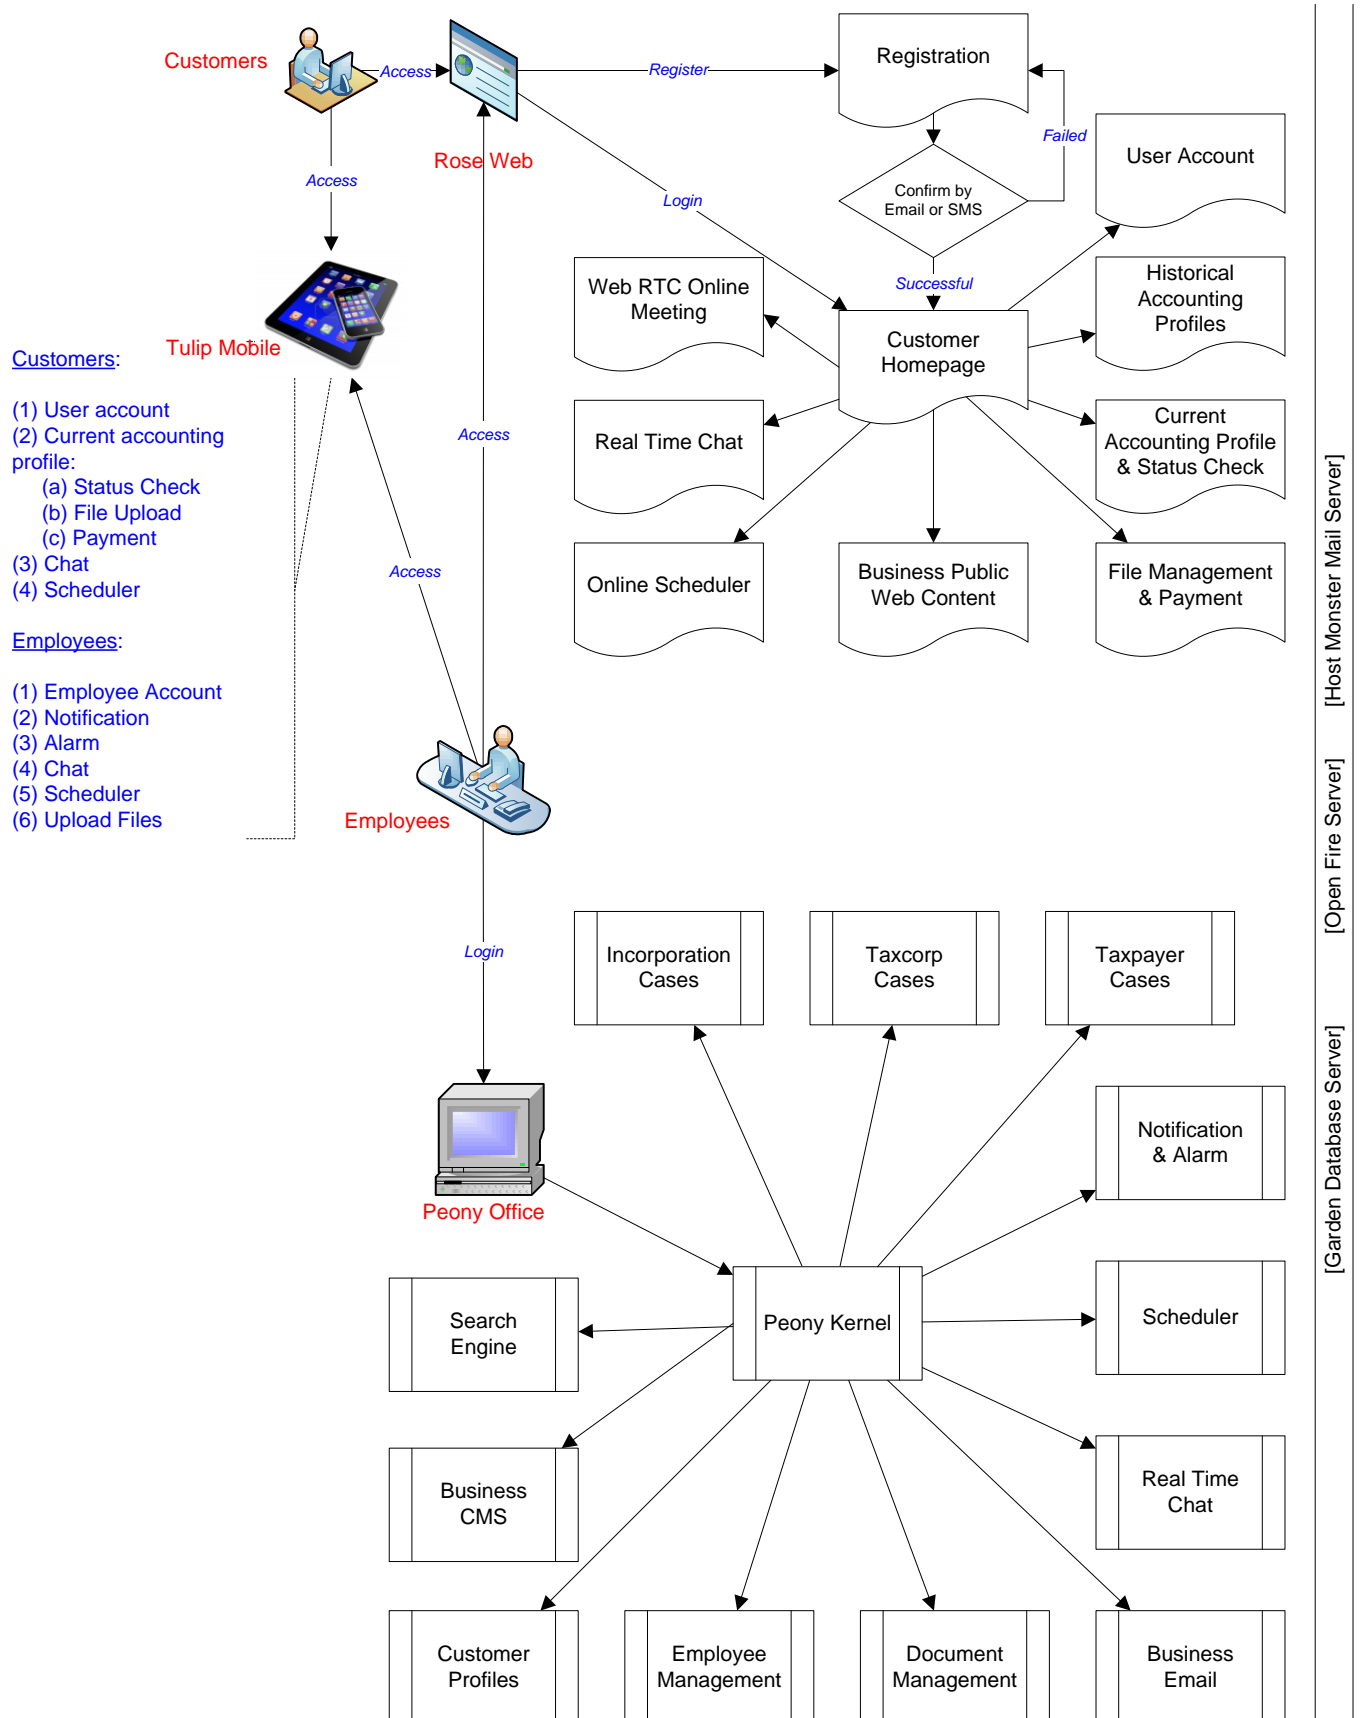 Customers
Access
Register
Registration
Rose Web
Failed
User Account
Access
Confirm by
Email or SMS
Login
Successful
Web RTC Online
Meeting
Historical
Accounting
Profiles
Customer
Homepage
Tulip Mobile
Customers:
(1) User account
(2) Current accounting
profile:
(a) Status Check
(b) File Upload
(c) Payment
(3) Chat
(4) Scheduler
Employees:
(1) Employee Account
(2) Notification
(3) Alarm
(4) Chat
(5) Scheduler
(6) Upload Files
Access
Real Time Chat
Current
Accounting Profile
& Status Check
Access
Online Scheduler
Business Public
Web Content
File Management
& Payment
Employees
Login
Incorporation
Cases
Taxcorp
Cases
Taxpayer
Cases
Notification
& Alarm
Peony Office
Search
Engine
Peony Kernel
Scheduler
Business
CMS
Real Time
Chat
Customer
Profiles
Employee
Management
Document
Management
Business
Email
[Host Monster Mail Server]
[Open Fire Server]
[Garden Database Server]